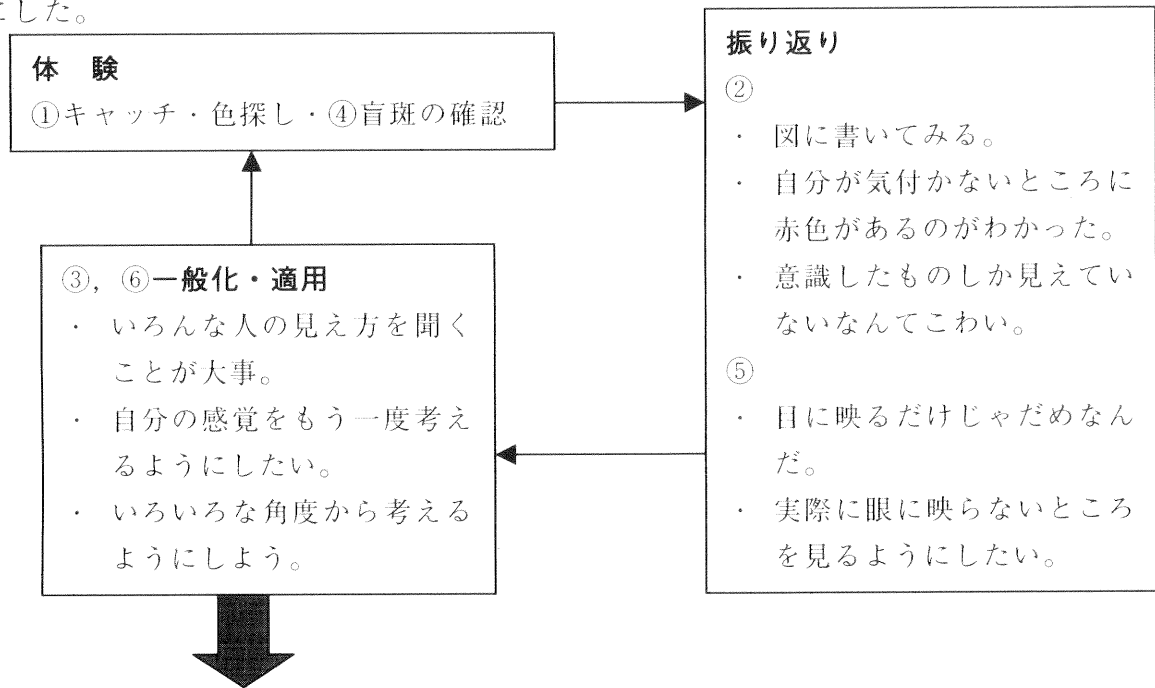 にした。
体　験
①キャッチ・色探し・④盲斑の確認
振り返り
②
・　図に書いてみる。
・　自分が気付かないところに
赤色があるのがわかった。
・　意識したものしか見えてい
ないなんてこわい。
⑤
・　目に映るだけじゃだめなん
だ。
・　実際に眼に映らないところ
を見るようにしたい。
③，⑥一般化・適用
・　いろんな人の見え方を聞く
ことが大事。
・　自分の感覚をもう一度考え
るようにしたい。
・　いろいろな角度から考える
ようにしよう。